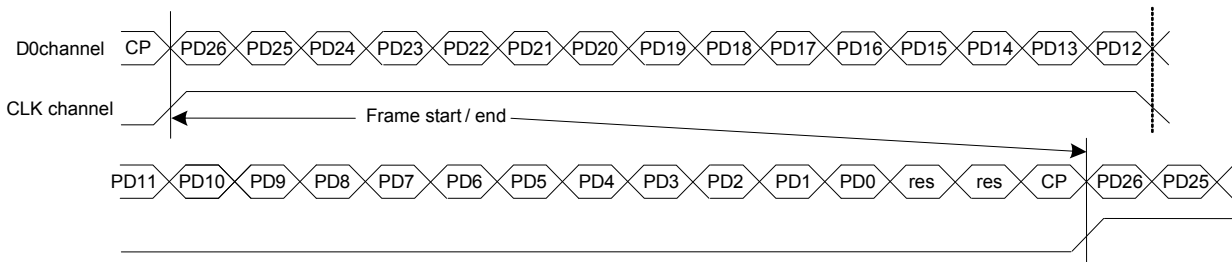 D0channel CP PD26 PD25 PD24 PD23 PD22 PD21 PD20 PD19 PD18 PD17 PD16 PD15 PD14 PD13 PD12
CLK channel
Frame start / end
PD11 PD10 PD9 PD8 PD7 PD6 PD5 PD4 PD3 PD2 PD1 PD0 res res CP PD26 PD25